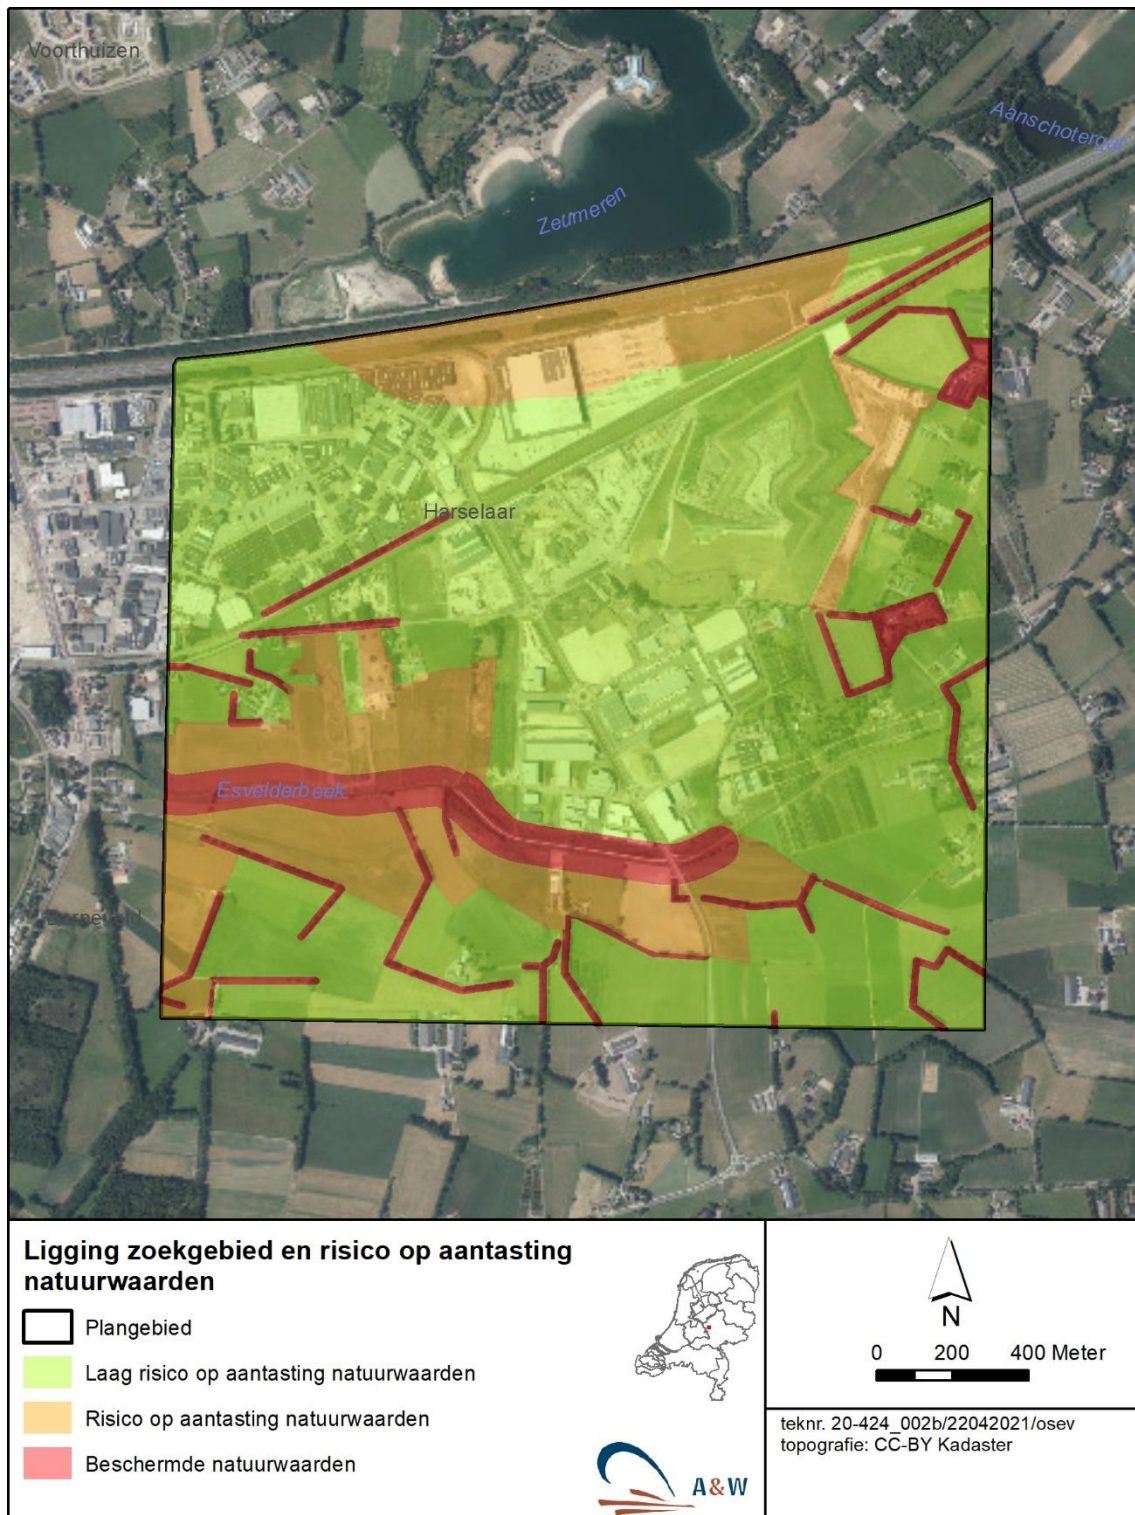 Voorthuizen
Aanschotergat
Zeumeren
Harselaar
Esvelderbeek
Barneveld
Ligging zoekgebied en risico op aantasting
natuurwaarden
Plangebied
Laag risico op aantasting natuurwaarden
Risico op aantasting natuurwaarden
Beschermde natuurwaarden
A&W
N
0 200 400 Meter
teknr. 20-424_002b/22042021/osev
topografie: CC-BY Kadaster